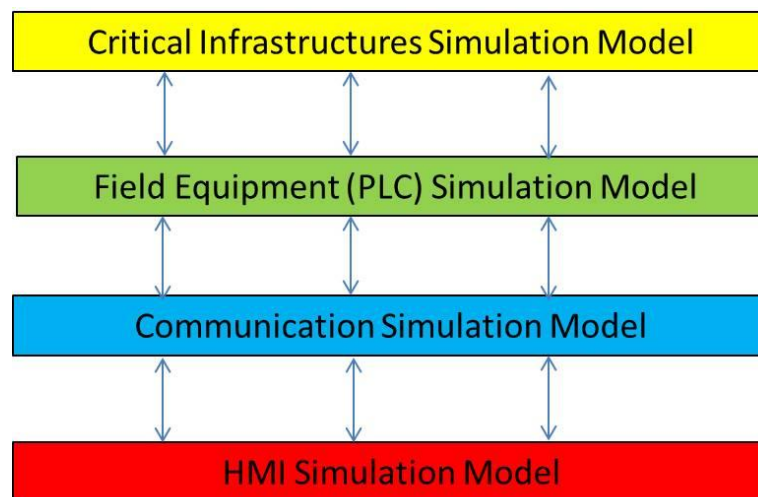 Critical Infrastructures Simulation Model
Field Equipment (PLC) Simulation Model
Communication Simulation Model
HMI Simulation Model